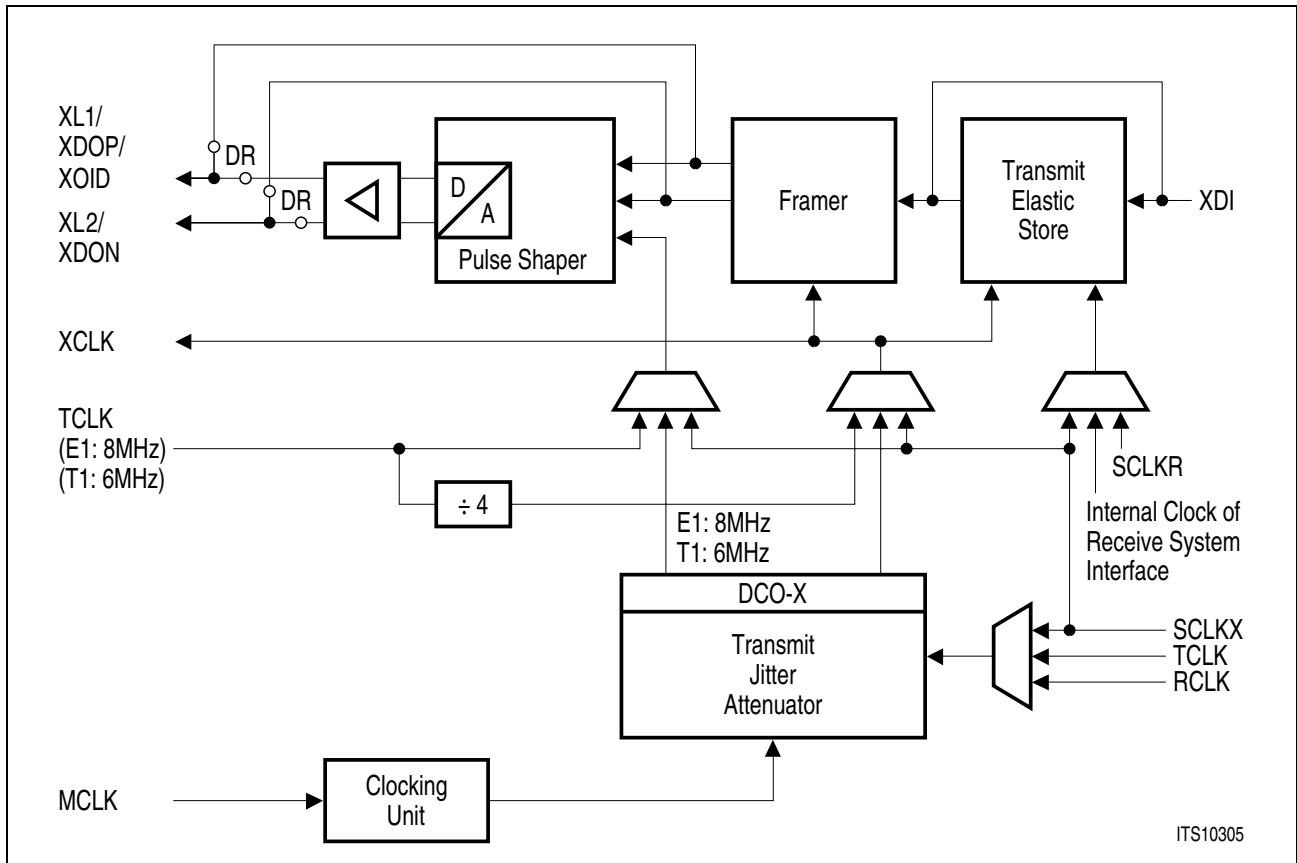 XL1/
XDOP/
XOID
DR
XL2/
XDON
DR
D
A
Pulse Shaper
Framer
Transmit
Elastic
Store
XDI
XCLK
TCLK
(E1: 8MHz)
(T1: 6MHz)
÷ 4
E1: 8MHz
T1: 6MHz
SCLKR
Internal Clock of
Receive System
Interface
DCO-X
Transmit
Jitter
Attenuator
SCLKX
TCLK
RCLK
MCLK
Clocking
Unit
ITS10305